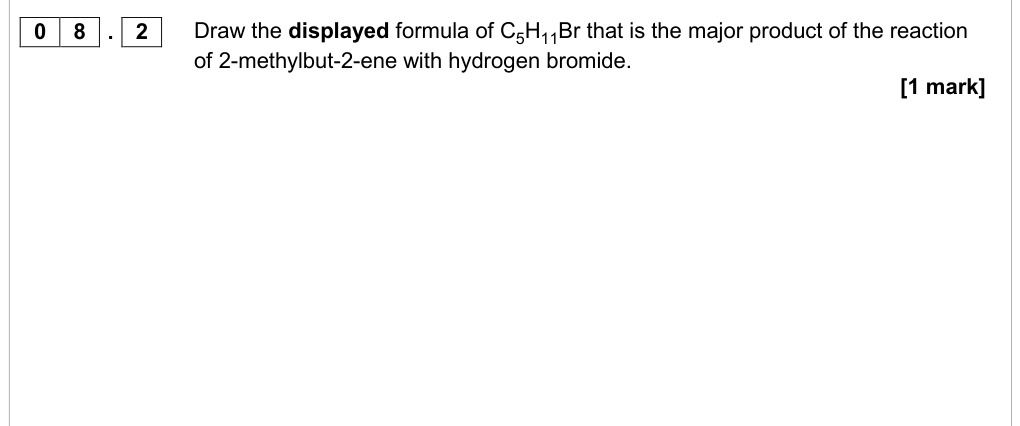 0 8 . 2 Draw the displayed formula of C₅H₁₁Br that is the major product of the reaction
of 2-methylbut-2-ene with hydrogen bromide.
[1 mark]